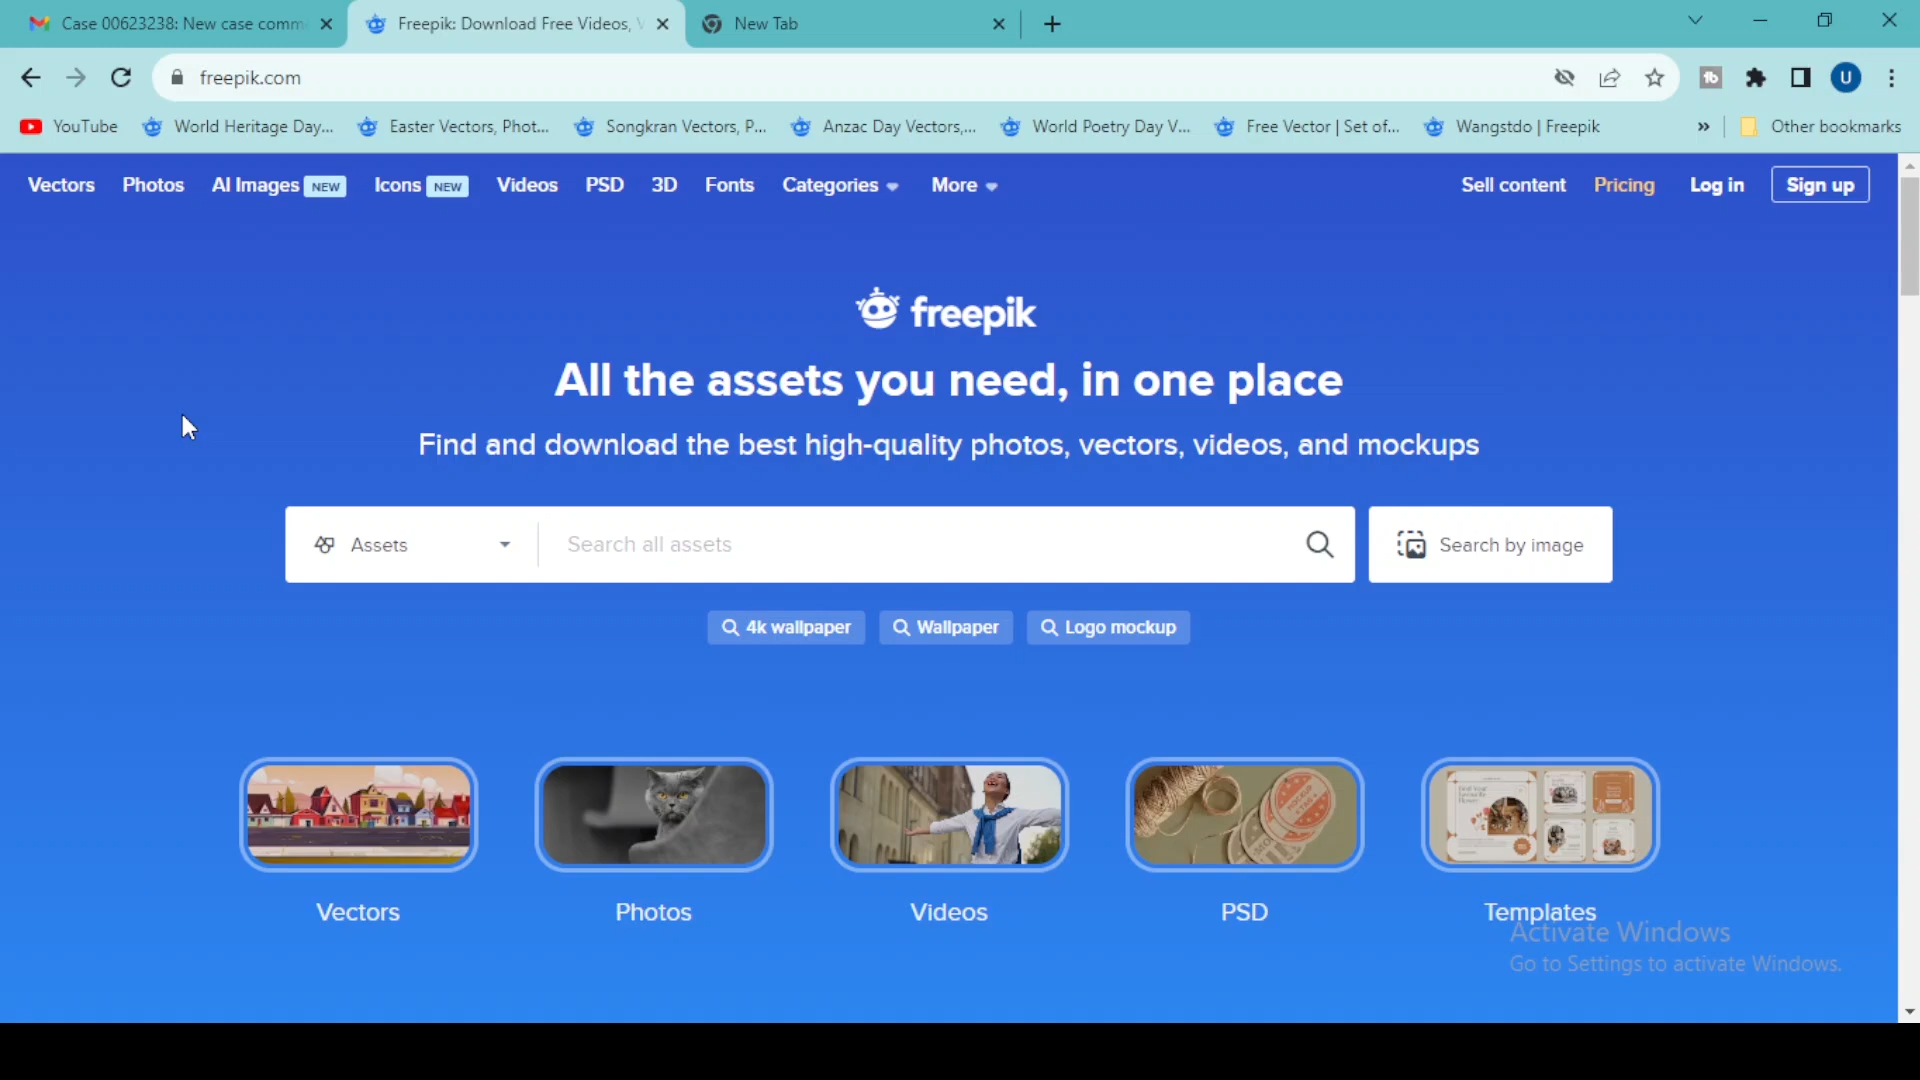 Case 00623238: New case comm
Freepik: Download Free Videos, V
New Tab
freepik.com
YouTube
World Heritage Day...
Easter Vectors, Phot...
Songkran Vectors, P...
Anzac Day Vectors,...
World Poetry Day V...
Free Vector | Set of...
Wangstdo | Freepik
»
Other bookmarks
U
Vectors
Photos
AI Images NEW
Icons NEW
Videos
PSD
3D
Fonts
Categories
More
Sell content
Pricing
Log in
Sign up
freepik
All the assets you need, in one place
Find and download the best high-quality photos, vectors, videos, and mockups
Assets
Search all assets
Search by image
4k wallpaper
Wallpaper
Logo mockup
Vectors
Photos
Videos
PSD
Templates
Activate Windows
Go to Settings to activate Windows.